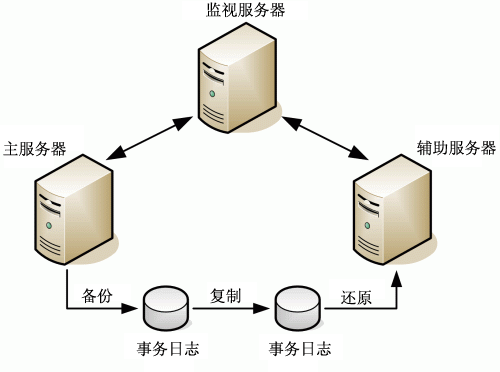 监视服务器
主服务器
辅助服务器
备份
复制
还原
事务日志
事务日志